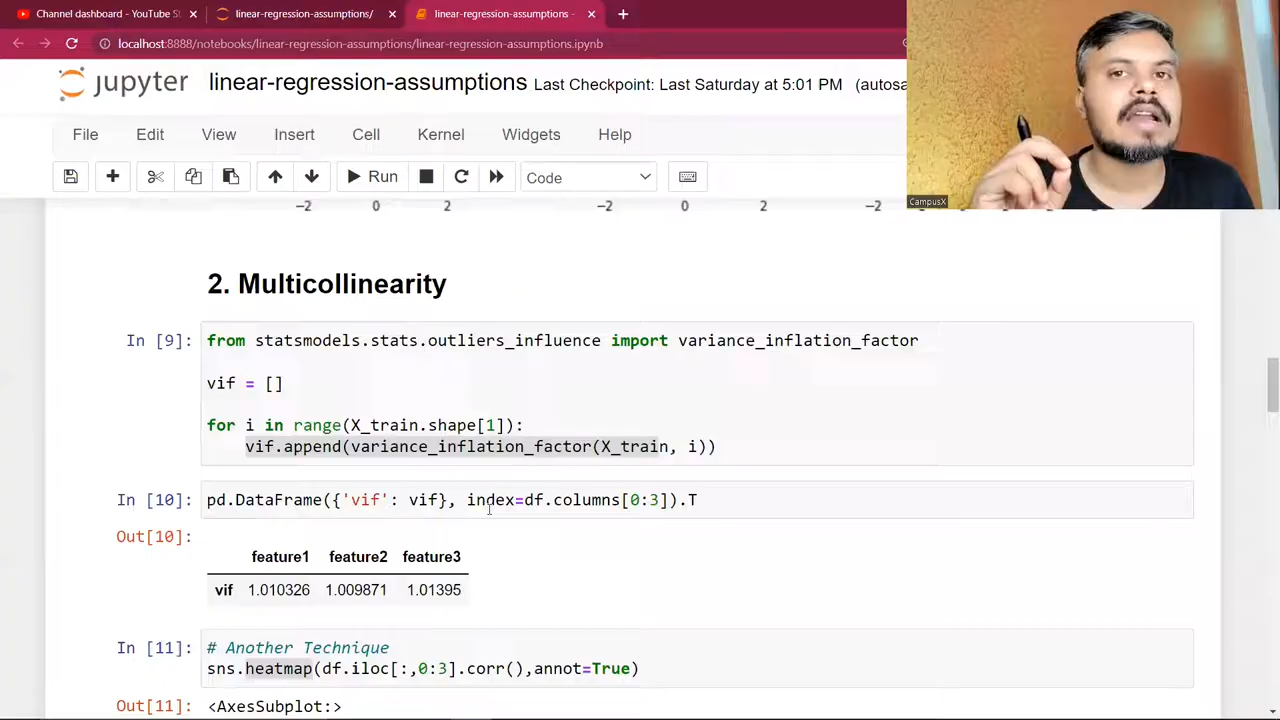 Channel dashboard - YouTube St
linear-regression-assumptions/
linear-regression-assumptions -
localhost:8888/notebooks/linear-regression-assumptions/linear-regression-assumptions.ipynb
jupyter linear-regression-assumptions Last Checkpoint: Last Saturday at 5:01 PM (autosa
File Edit View Insert Cell Kernel Widgets Help
Run Code
CampusX
−2 0 2 −2 0 2 −2
2. Multicollinearity
In [9]: from statsmodels.stats.outliers_influence import variance_inflation_factor
vif = []
for i in range(X_train.shape[1]):
vif.append(variance_inflation_factor(X_train, i))
In [10]: pd.DataFrame({'vif': vif}, index=df.columns[0:3]).T
Out[10]:
feature1 feature2 feature3
vif 1.010326 1.009871 1.01395
In [11]: # Another Technique
sns.heatmap(df.iloc[:,0:3].corr(),annot=True)
Out[11]: <AxesSubplot:>